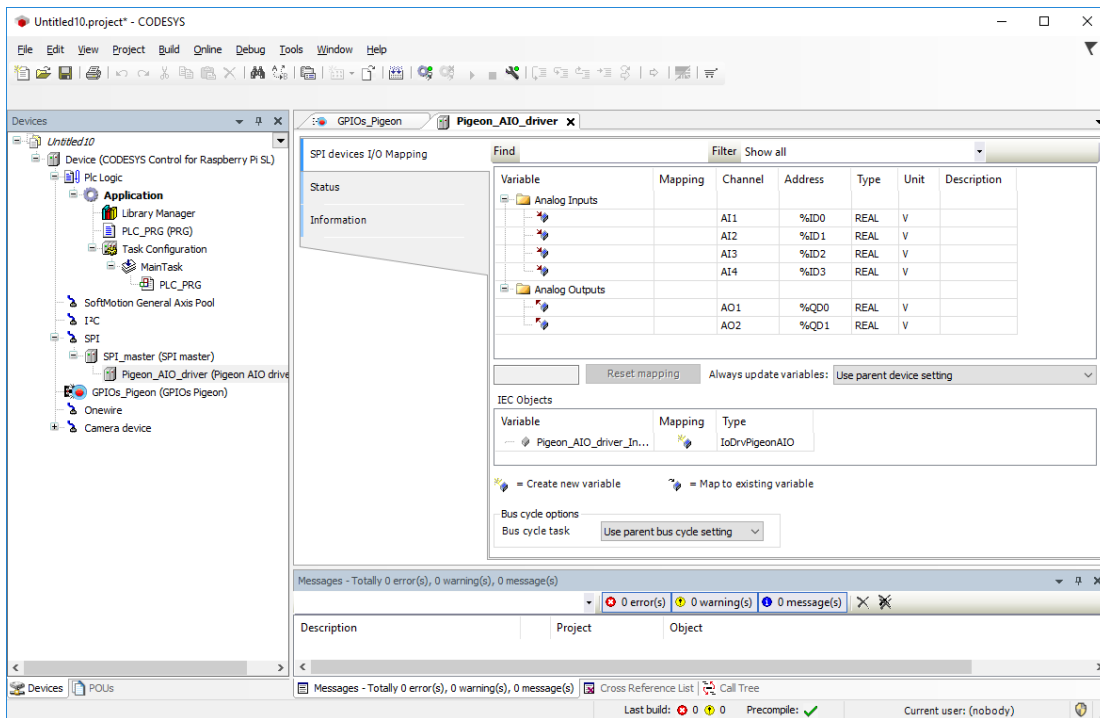 Untitled10.project* - CODESYS
File Edit View Project Build Online Debug Tools Window Help
Devices
Untitled10
Device (CODESYS Control for Raspberry Pi SL)
Plc Logic
Application
Library Manager
PLC_PRG (PRG)
Task Configuration
MainTask
PLC_PRG
SoftMotion General Axis Pool
I²C
SPI
SPI_master (SPI master)
Pigeon_AIO_driver (Pigeon AIO drive
GPIOs_Pigeon (GPIOs Pigeon)
Onewire
Camera device
Devices POUs
GPIOs_Pigeon Pigeon_AIO_driver
SPI devices I/O Mapping
Status
Information
Find Filter Show all
Variable Mapping Channel Address Type Unit Description
Analog Inputs
AI1 %ID0 REAL V
AI2 %ID1 REAL V
AI3 %ID2 REAL V
AI4 %ID3 REAL V
Analog Outputs
AO1 %QD0 REAL V
AO2 %QD1 REAL V
Reset mapping Always update variables: Use parent device setting
IEC Objects
Variable Mapping Type
Pigeon_AIO_driver_In... IoDrvPigeonAIO
= Create new variable = Map to existing variable
Bus cycle options
Bus cycle task Use parent bus cycle setting
Messages - Totally 0 error(s), 0 warning(s), 0 message(s)
0 error(s) 0 warning(s) 0 message(s)
Description Project Object
Messages - Totally 0 error(s), 0 warning(s), 0 message(s) Cross Reference List Call Tree
Last build: 0 0 Precompile: Current user: (nobody)